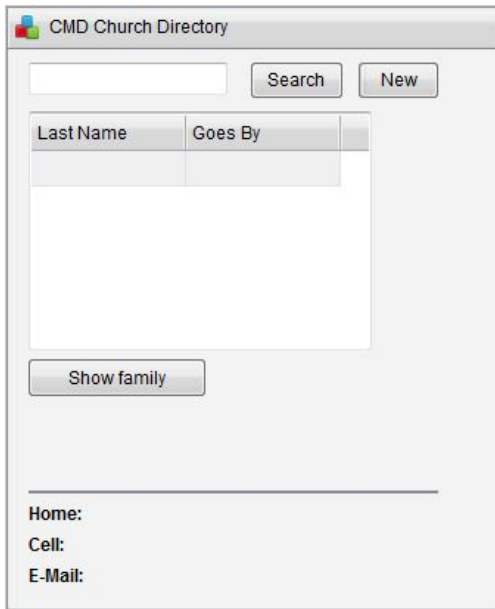 CMD Church Directory
Search New
Last Name Goes By
Show family
Home:
Cell:
E-Mail: